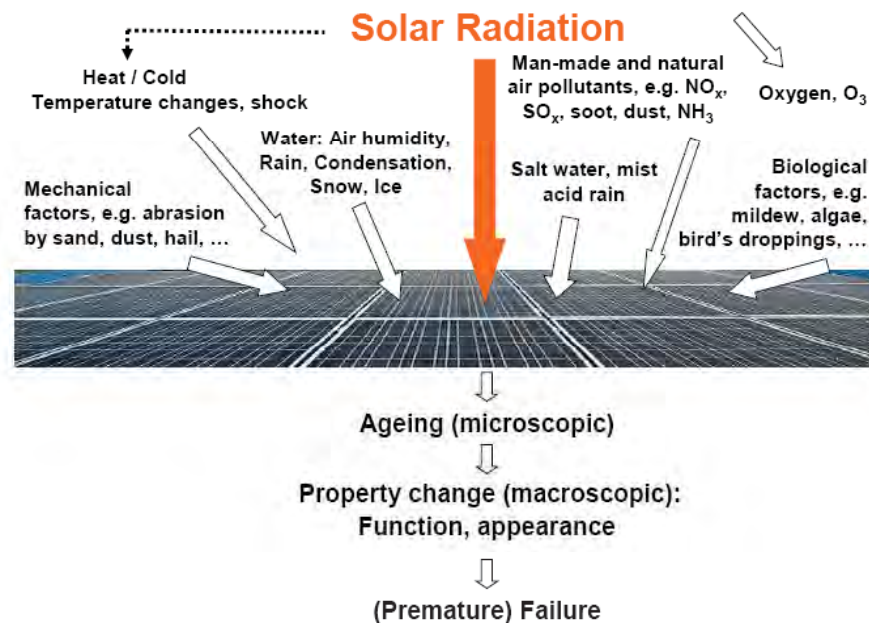 Solar Radiation
Heat / Cold
Temperature changes, shock
Man-made and natural
air pollutants, e.g. NOₓ,
SOₓ, soot, dust, NH₃
Oxygen, O₃
Water: Air humidity,
Rain, Condensation,
Snow, Ice
Mechanical
factors, e.g. abrasion
by sand, dust, hail, ...
Salt water, mist
acid rain
Biological
factors, e.g.
mildew, algae,
bird's droppings, ...
Ageing (microscopic)
Property change (macroscopic):
Function, appearance
(Premature) Failure